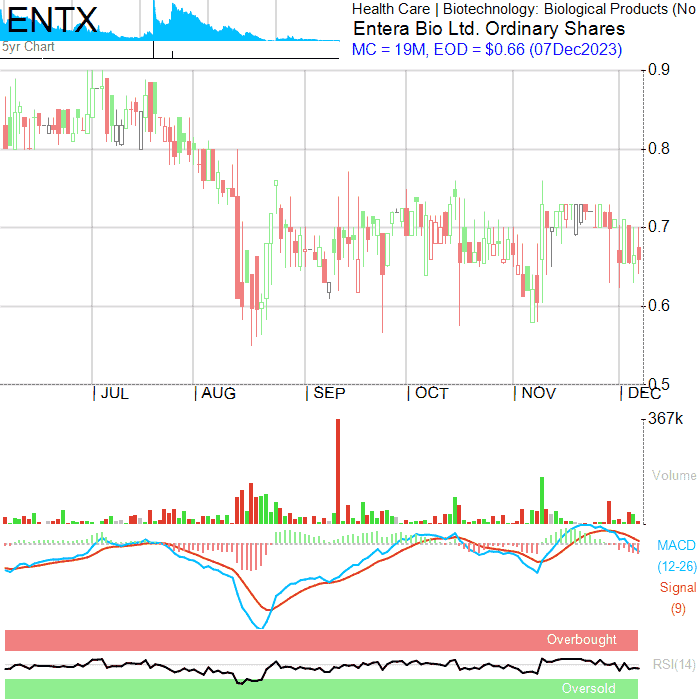 ENTX
5yr Chart
Health Care | Biotechnology: Biological Products (No
Entera Bio Ltd. Ordinary Shares
MC = 19M, EOD = $0.66 (07Dec2023)
0.9
0.8
0.7
0.6
0.5
JUL AUG SEP OCT NOV DEC
367k
Volume
MACD
(12-26)
Signal
(9)
Overbought
RSI(14)
Oversold